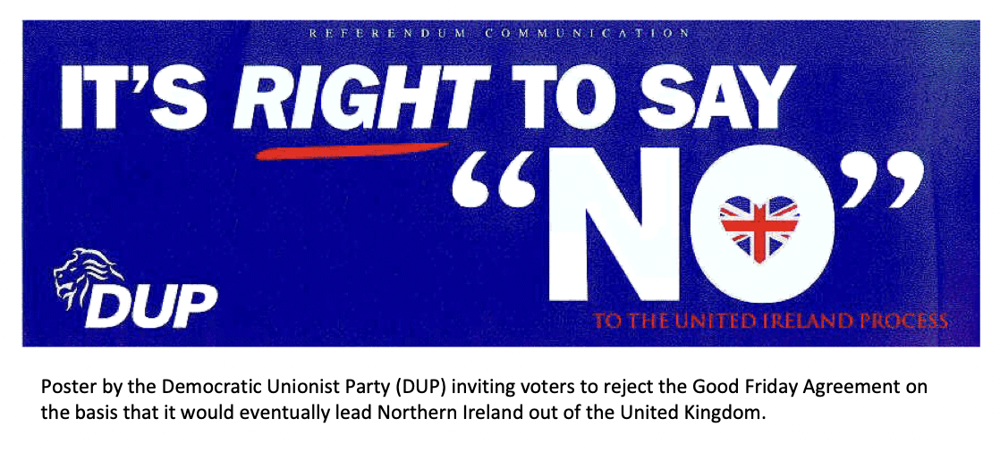 REFERENDUM COMMUNICATION
IT'S RIGHT TO SAY
“NO”
TO THE UNITED IRELAND PROCESS
DUP
Poster by the Democratic Unionist Party (DUP) inviting voters to reject the Good Friday Agreement on
the basis that it would eventually lead Northern Ireland out of the United Kingdom.